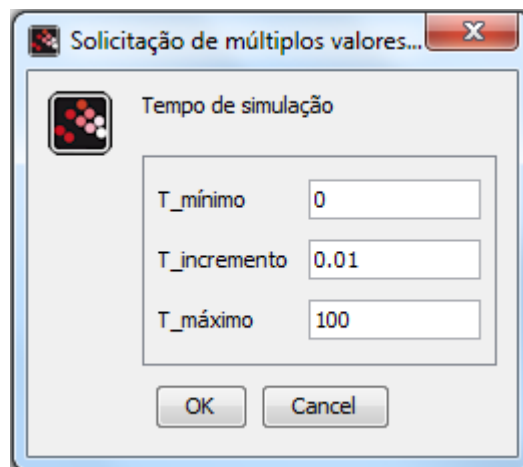 Solicitação de múltiplos valores...
Tempo de simulação
T_mínimo 0
T_incremento 0.01
T_máximo 100
OK Cancel